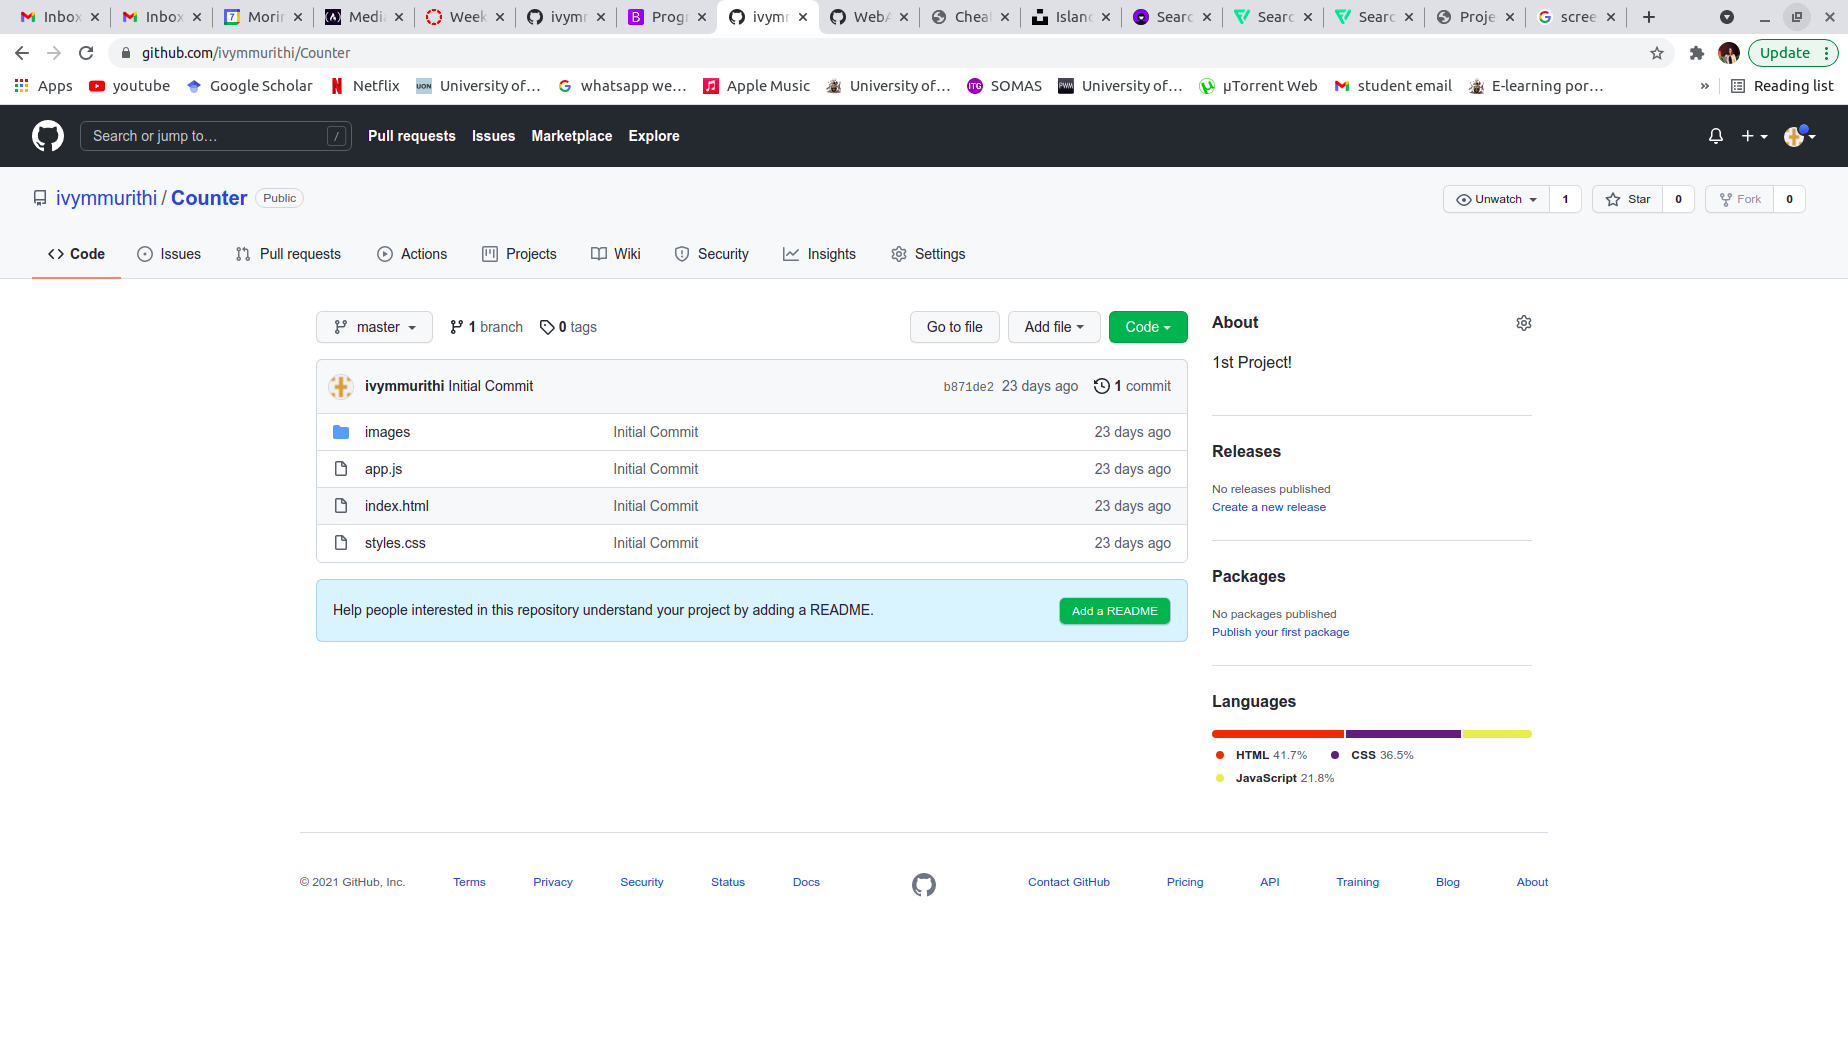 Inbox Inbox Morin Media Week ivymr Progr ivymr WebA Cheat Island Searc Searc Searc Proje scree
github.com/ivymmurithi/Counter Update
Apps youtube Google Scholar Netflix University of… whatsapp we… Apple Music University of… SOMAS University of… µTorrent Web student email E-learning por… » Reading list
Search or jump to… / Pull requests Issues Marketplace Explore
ivymmurithi / Counter Public Unwatch 1 Star 0 Fork 0
Code Issues Pull requests Actions Projects Wiki Security Insights Settings
master 1 branch 0 tags Go to file Add file Code
ivymmurithi Initial Commit b871de2 23 days ago 1 commit
images Initial Commit 23 days ago
app.js Initial Commit 23 days ago
index.html Initial Commit 23 days ago
styles.css Initial Commit 23 days ago
Help people interested in this repository understand your project by adding a README. Add a README
About
1st Project!
Releases
No releases published
Create a new release
Packages
No packages published
Publish your first package
Languages
HTML 41.7% CSS 36.5%
JavaScript 21.8%
© 2021 GitHub, Inc. Terms Privacy Security Status Docs Contact GitHub Pricing API Training Blog About